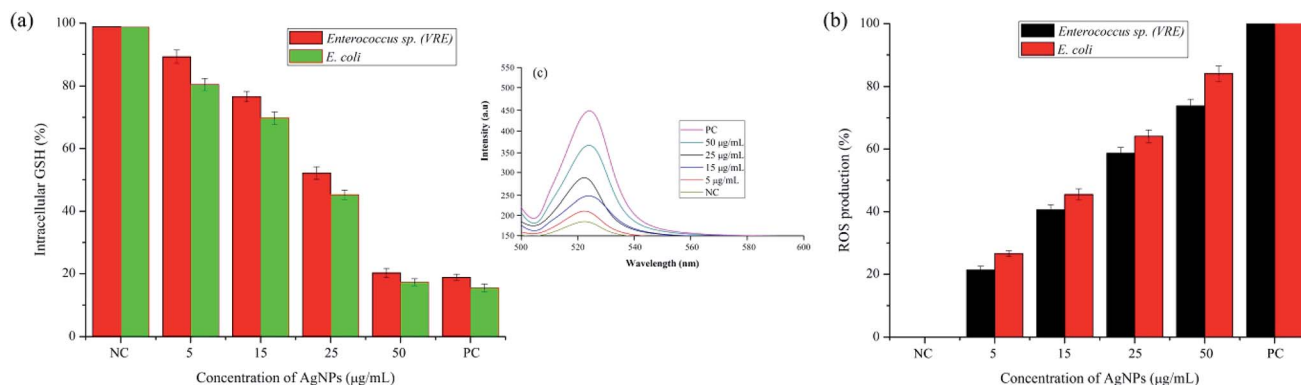 (a)
Enterococcus sp. (VRE)
E. coli
100
80
60
40
20
0
Intracellular GSH (%)
NC 5 15 25 50 PC
Concentration of AgNPs (µg/mL)
(c)
550
450
400
350
300
250
200
150
Intensity (a.u)
PC
50 µg/mL
25 µg/mL
15 µg/mL
5 µg/mL
NC
500 520 540 560 580 600
Wavelength (nm)
(b)
Enterococcus sp. (VRE)
E. coli
100
80
60
40
20
0
ROS production (%)
NC 5 15 25 50 PC
Concentration of AgNPs (µg/mL)